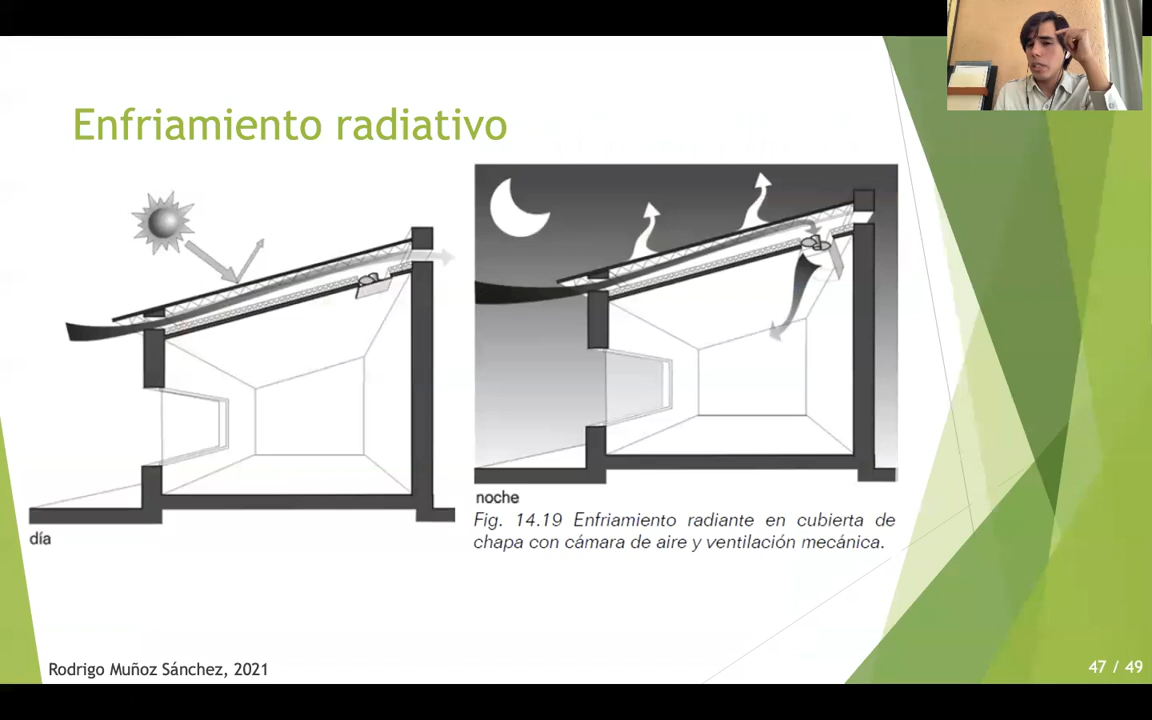 Enfriamiento radiativo
día
noche
Fig. 14.19 Enfriamiento radiante en cubierta de
chapa con cámara de aire y ventilación mecánica.
Rodrigo Muñoz Sánchez, 2021
47 / 49